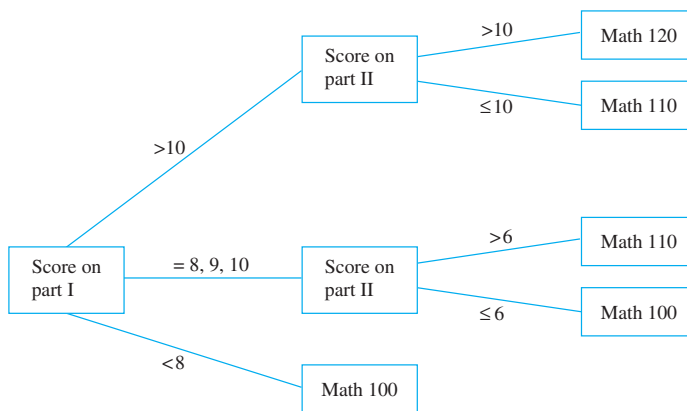 >10
Math 120
Score on
part II
≤10
Math 110
>10
>6
Math 110
Score on
part I
= 8, 9, 10
Score on
part II
≤6
Math 100
<8
Math 100